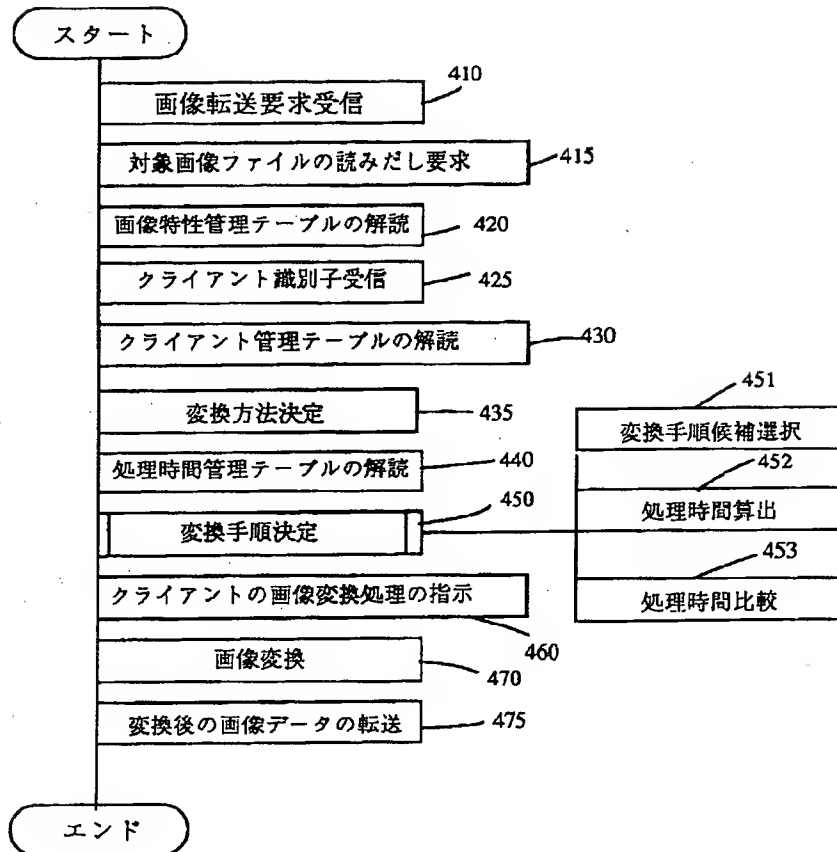 スタート
画像転送要求受信
410
対象画像ファイルの読みだし要求
415
画像特性管理テーブルの解読
420
クライアント識別子受信
425
クライアント管理テーブルの解読
430
変換方法決定
435
処理時間管理テーブルの解読
440
変換手順決定
450
クライアントの画像変換処理の指示
460
画像変換
470
変換後の画像データの転送
475
エンド
451
変換手順候補選択
452
処理時間算出
453
処理時間比較